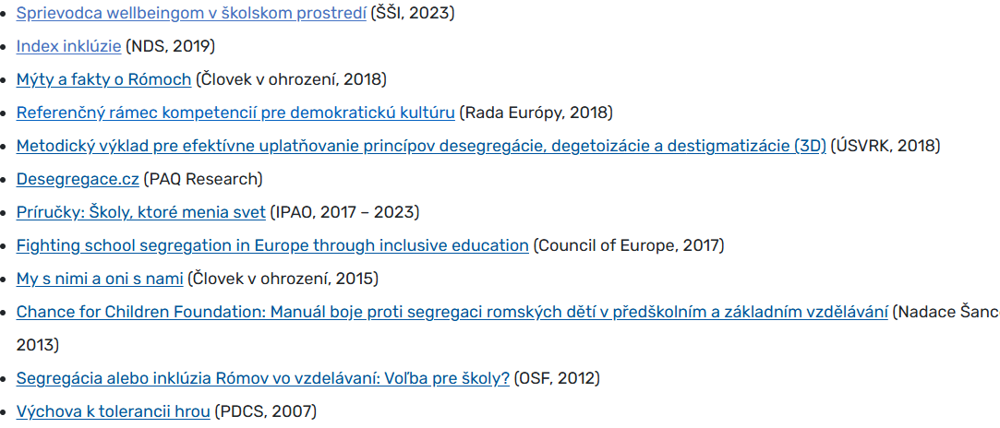 Sprievodca wellbeingom v školskom prostredí (ŠŠI, 2023)
Index inklúzie (NDS, 2019)
Mýty a fakty o Rómoch (Človek v ohrození, 2018)
Referenčný rámec kompetencií pre demokratickú kultúru (Rada Európy, 2018)
Metodický výklad pre efektívne uplatňovanie princípov desegregácie, degetoizácie a destigmatizácie (3D) (ÚSVRK, 2018)
Desegregace.cz (PAQ Research)
Príručky: Školy, ktoré menia svet (IPAO, 2017 – 2023)
Fighting school segregation in Europe through inclusive education (Council of Europe, 2017)
My s nimi a oni s nami (Človek v ohrození, 2015)
Chance for Children Foundation: Manuál boje proti segregaci romských dětí v předškolním a základním vzdělávání (Nadace Šanc
2013)
Segregácia alebo inklúzia Rómov vo vzdelávaní: Voľba pre školy? (OSF, 2012)
Výchova k tolerancii hrou (PDCS, 2007)